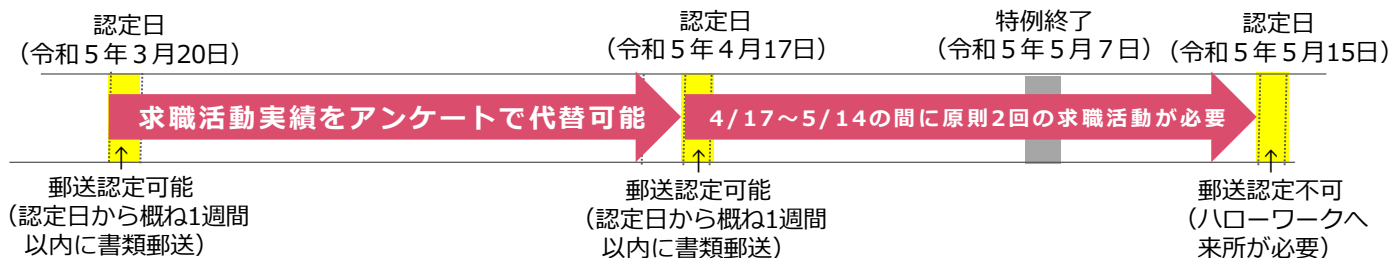 認定日
(令和５年３月20日)
認定日
(令和５年４月17日)
特例終了
(令和５年５月７日)
認定日
(令和５年５月15日)
求職活動実績をアンケートで代替可能
4/17～5/14の間に原則2回の求職活動が必要
↑
郵送認定可能
(認定日から概ね1週間
以内に書類郵送)
↑
郵送認定可能
(認定日から概ね1週間
以内に書類郵送)
↑
郵送認定不可
(ハローワークへ
来所が必要)